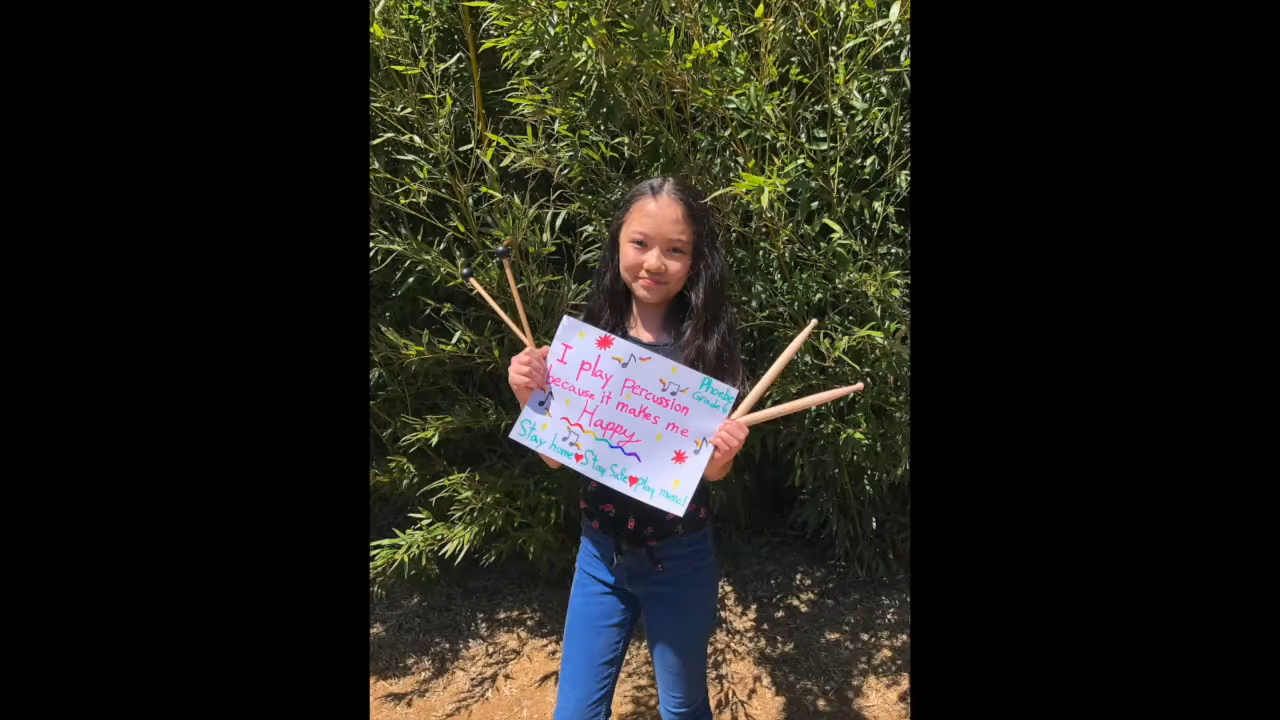 I play percussion
because it makes me
Happy
Phoebe
Grade 6
Stay home Stay Safe Play music!